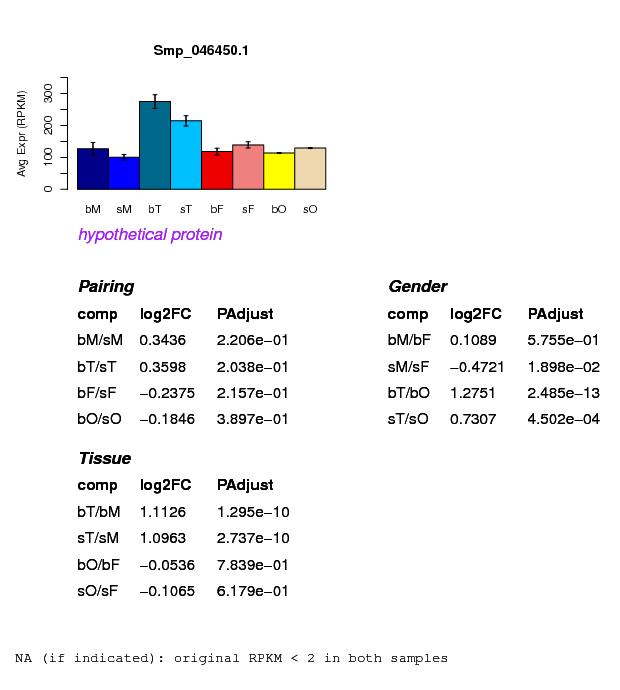 Smp_046450.1
Avg Expr (RPKM)
300
200
100
0
bM sM bT sT bF sF bO sO
hypothetical protein
Pairing
comp log2FC PAdjust
bM/sM 0.3436 2.206e−01
bT/sT 0.3598 2.038e−01
bF/sF −0.2375 2.157e−01
bO/sO −0.1846 3.897e−01
Gender
comp log2FC PAdjust
bM/bF 0.1089 5.755e−01
sM/sF −0.4721 1.898e−02
bT/bO 1.2751 2.485e−13
sT/sO 0.7307 4.502e−04
Tissue
comp log2FC PAdjust
bT/bM 1.1126 1.295e−10
sT/sM 1.0963 2.737e−10
bO/bF −0.0536 7.839e−01
sO/sF −0.1065 6.179e−01
NA (if indicated): original RPKM < 2 in both samples